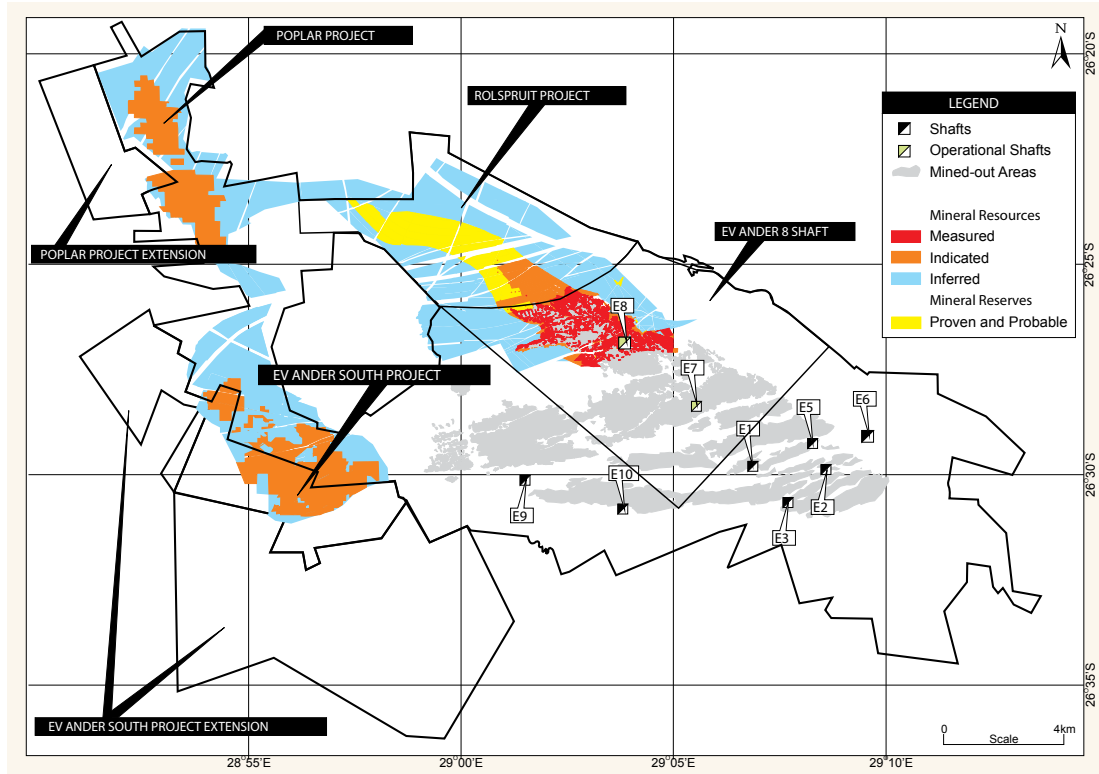 POPLAR PROJECT
N
26°20'S
ROLSPRUIT PROJECT
LEGEND
Shafts
Operational Shafts
Mined-out Areas
Mineral Resources
Measured
Indicated
Inferred
Mineral Reserves
Proven and Probable
EV ANDER 8 SHAFT
POPLAR PROJECT EXTENSION
26°25'S
E8
E7
EV ANDER SOUTH PROJECT
E6
E5
E1
E10
26°30'S
E2
E9
E3
26°35'S
EV ANDER SOUTH PROJECT EXTENSION
0 4km
Scale
28°55'E 29°00'E 29°05'E 29°10'E